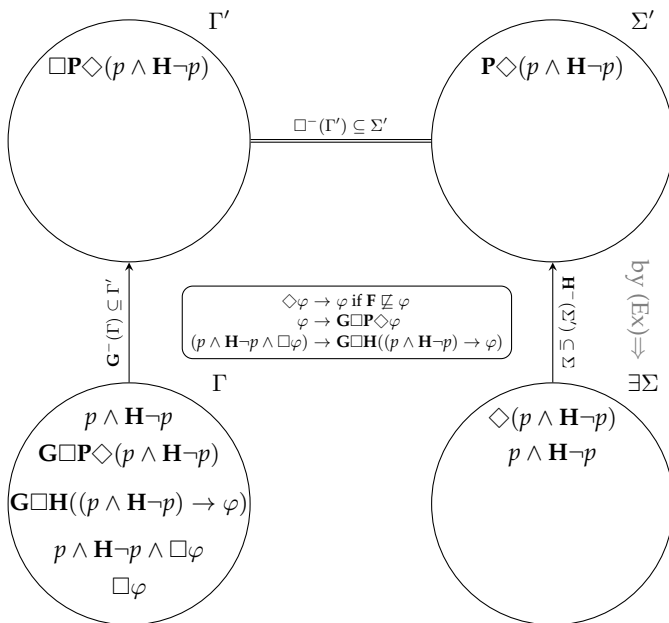 Γ′
Σ′
□P◇(p ∧ H¬p)
P◇(p ∧ H¬p)
□⁻(Γ′) ⊆ Σ′
G⁻(Γ) ⊆ Γ′
◇φ → φ if F ⋢ φ
φ → G□P◇φ
(p ∧ H¬p ∧ □φ) → G□H((p ∧ H¬p) → φ)
H⁻(Σ′) ⊆ Σ
by (Ex)⇒
Γ
∃Σ
p ∧ H¬p
G□P◇(p ∧ H¬p)
G□H((p ∧ H¬p) → φ)
p ∧ H¬p ∧ □φ
□φ
◇(p ∧ H¬p)
p ∧ H¬p